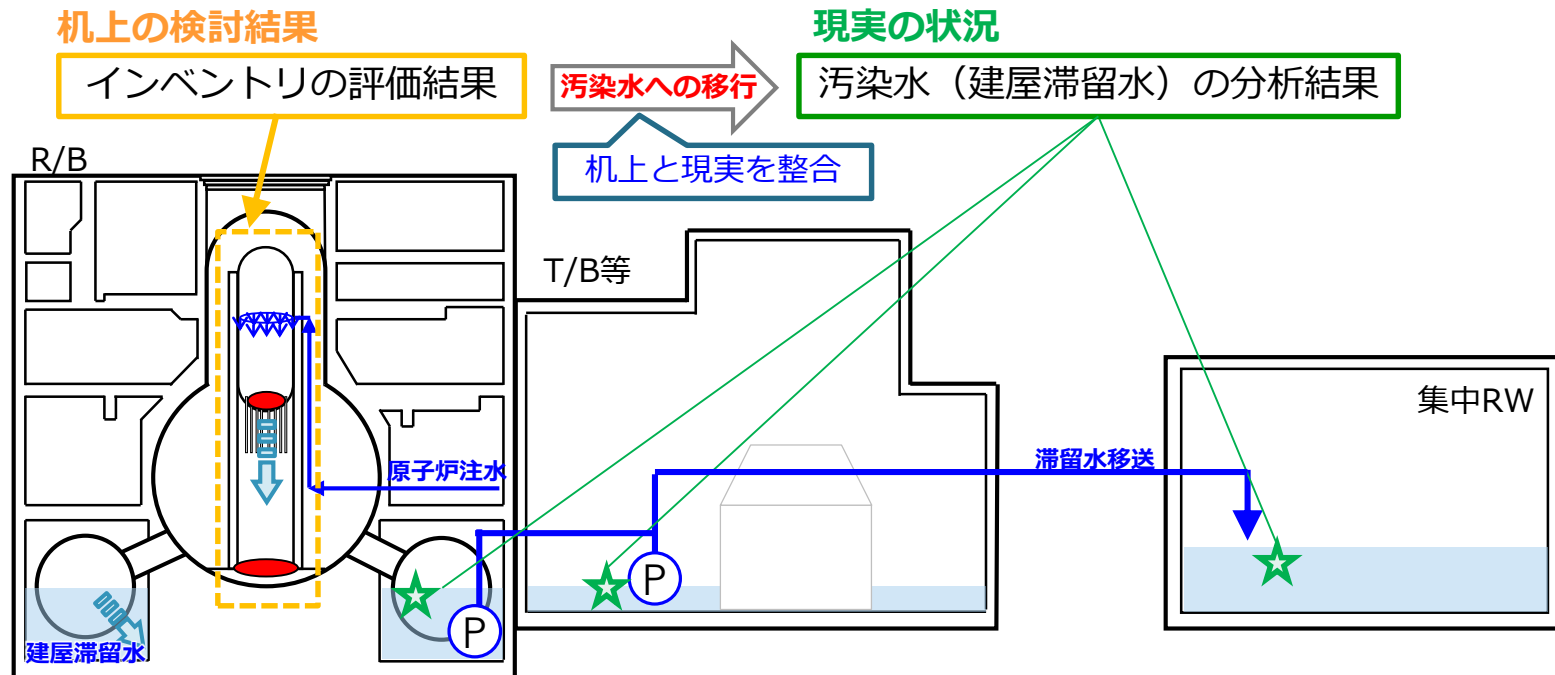 机上の検討結果
現実の状況
インベントリの評価結果
汚染水への移行
汚染水（建屋滞留水）の分析結果
机上と現実を整合
R/B
T/B等
集中RW
原子炉注水
滞留水移送
P
P
建屋滞留水